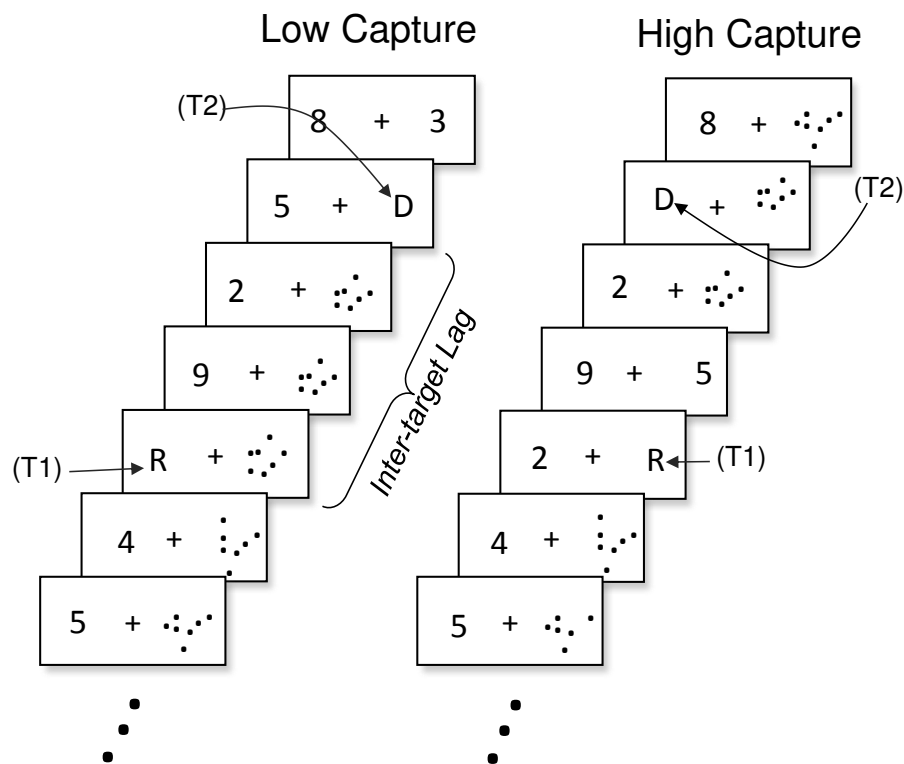 Low Capture
High Capture
(T2)
8 + 3
5 + D
2 +
9 +
R +
(T1)
4 +
5 +
Inter-target Lag
8 +
D +
(T2)
2 +
9 + 5
2 + R
(T1)
4 +
5 +